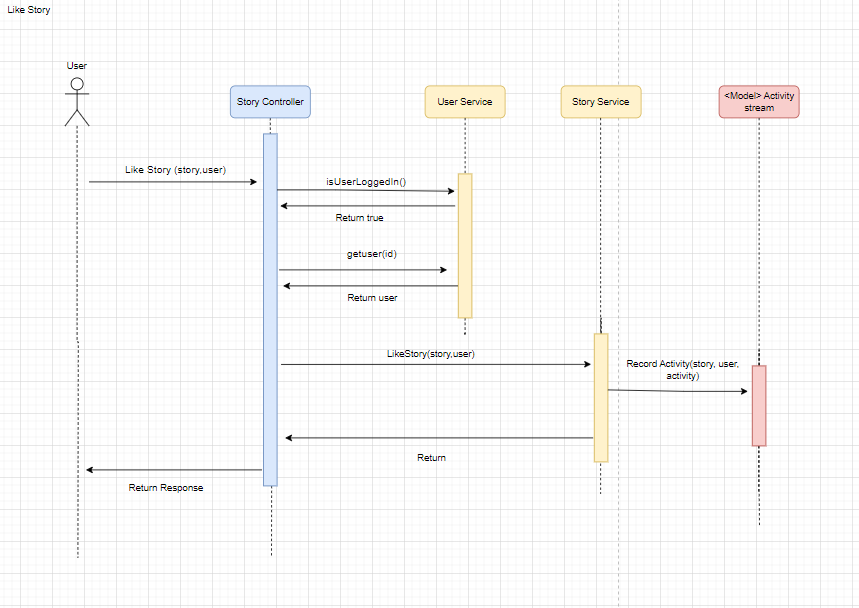 Like Story
User
Story Controller
User Service
Story Service
<Model> Activity
stream
Like Story (story,user)
isUserLoggedIn()
Return true
getuser(id)
Return user
LikeStory(story,user)
Record Activity(story, user,
activity)
Return
Return Response